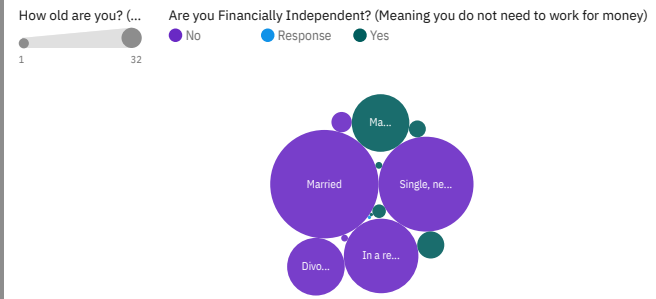 How old are you? (...
Are you Financially Independent? (Meaning you do not need to work for money)
No
Response
Yes
1
32
Ma...
Married
Single, ne...
In a re...
Divo...